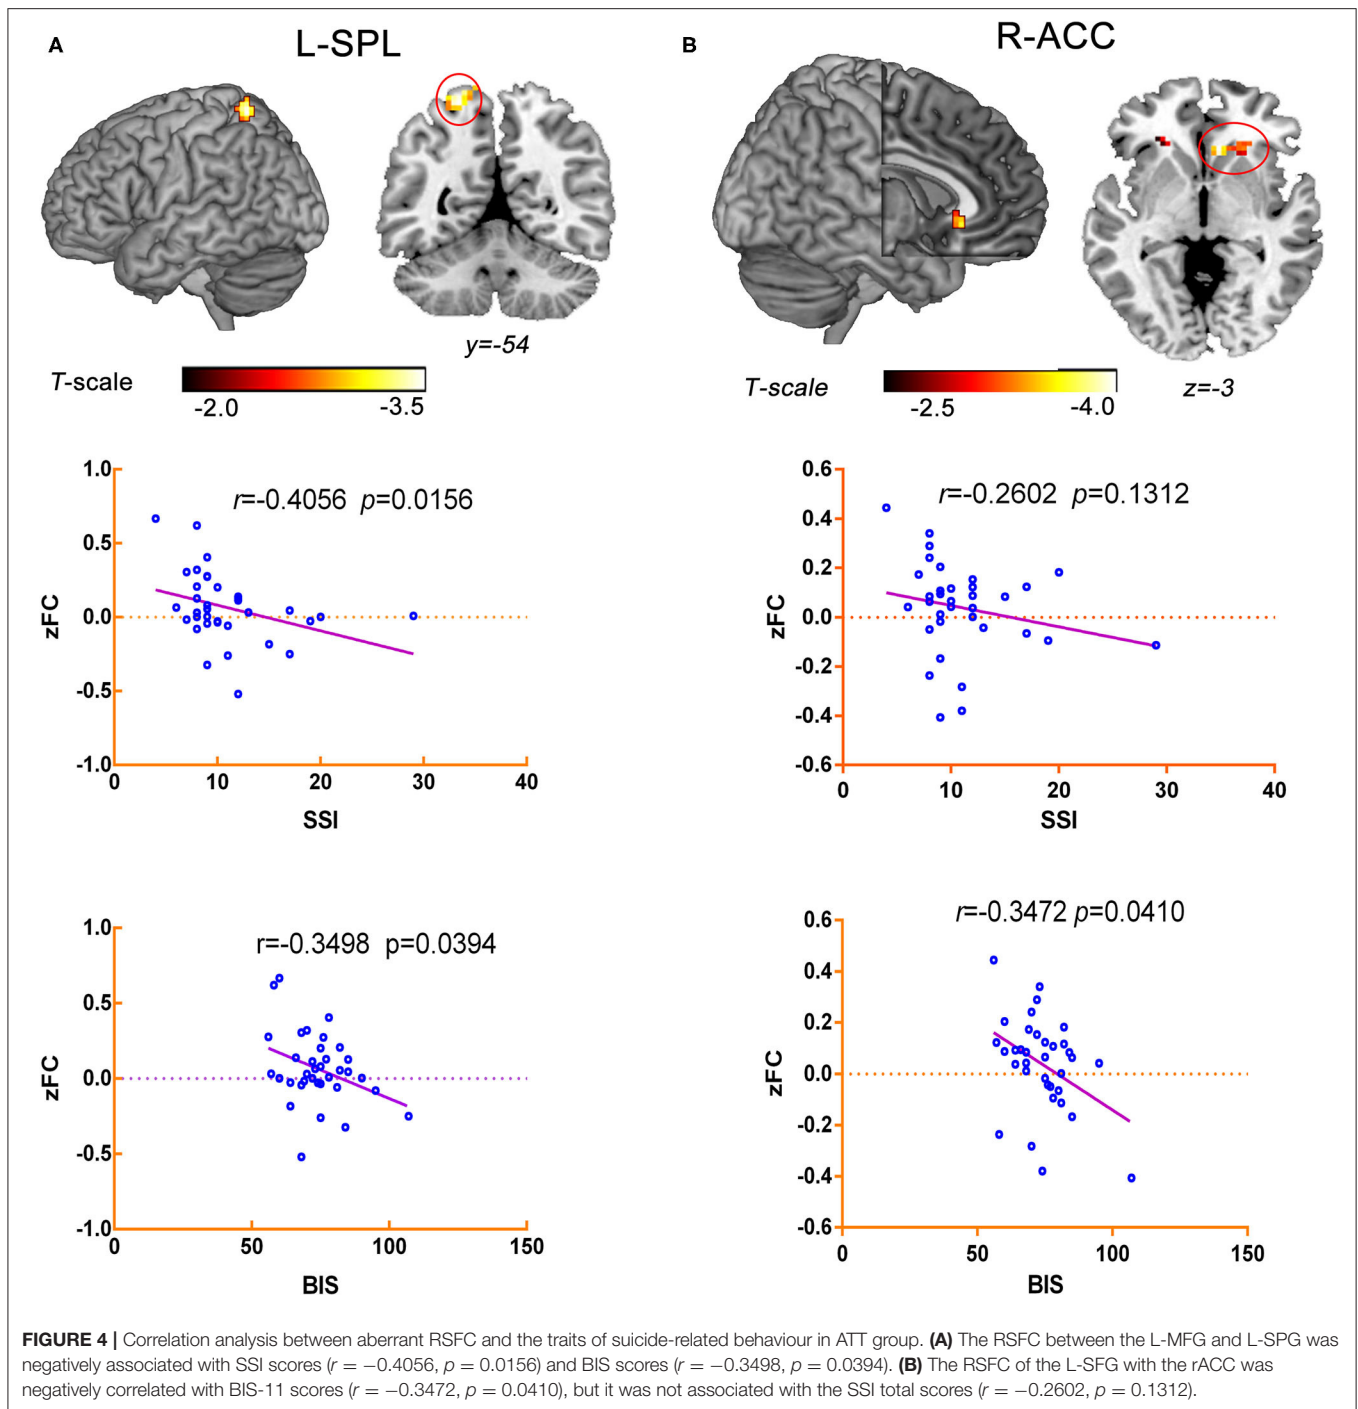 A
L-SPL
y=-54
T-scale
-2.0
-3.5
1.0
0.5
0.0
-0.5
-1.0
zFC
r=-0.4056 p=0.0156
0
10
20
30
40
SSI
1.0
0.5
0.0
-0.5
-1.0
zFC
r=-0.3498 p=0.0394
0
50
100
150
BIS
B
R-ACC
T-scale
-2.5
-4.0
z=-3
0.6
0.4
0.2
0.0
-0.2
-0.4
-0.6
zFC
r=-0.2602 p=0.1312
0
10
20
30
40
SSI
0.6
0.4
0.2
0.0
-0.2
-0.4
-0.6
zFC
r=-0.3472 p=0.0410
0
50
100
150
BIS
FIGURE 4 | Correlation analysis between aberrant RSFC and the traits of suicide-related behaviour in ATT group. (A) The RSFC between the L-MFG and L-SPG was
negatively associated with SSI scores (r = −0.4056, p = 0.0156) and BIS scores (r = −0.3498, p = 0.0394). (B) The RSFC of the L-SFG with the rACC was
negatively correlated with BIS-11 scores (r = −0.3472, p = 0.0410), but it was not associated with the SSI total scores (r = −0.2602, p = 0.1312).